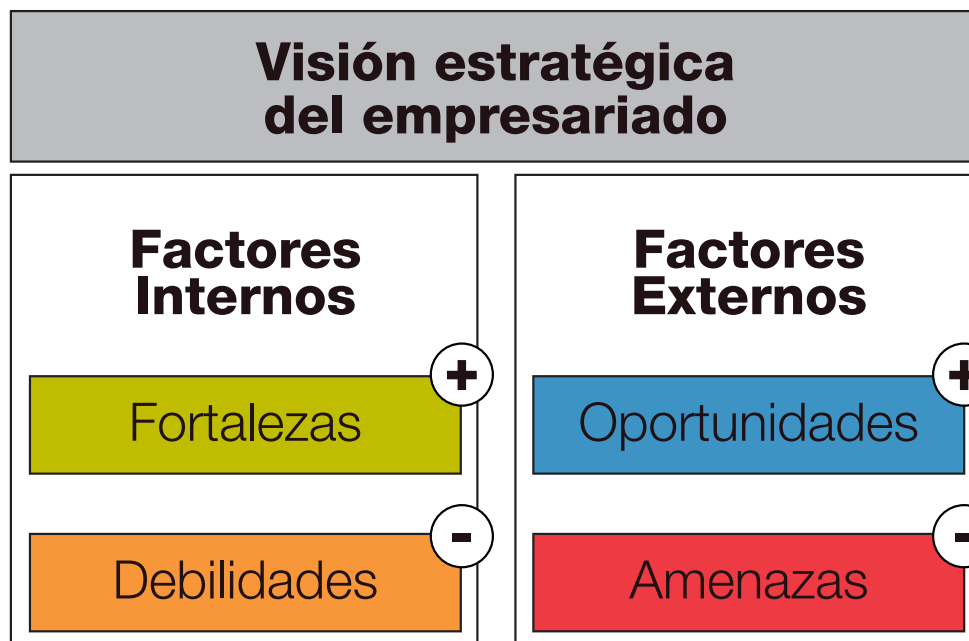 Visión estratégica
del empresariado
Factores
Internos
+
Fortalezas
-
Debilidades
Factores
Externos
+
Oportunidades
-
Amenazas